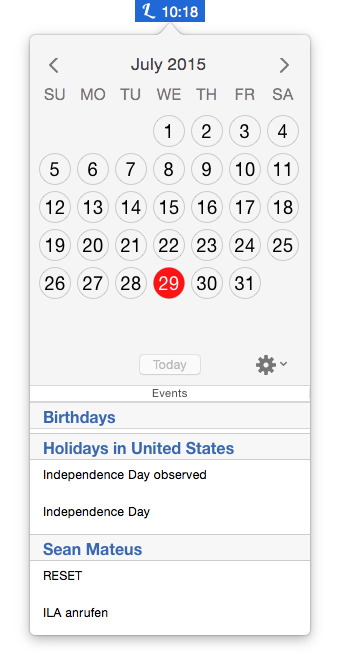 L 10:18
July 2015
SU MO TU WE TH FR SA
1 2 3 4
5 6 7 8 9 10 11
12 13 14 15 16 17 18
19 20 21 22 23 24 25
26 27 28 29 30 31
Today
Events
Birthdays
Holidays in United States
Independence Day observed
Independence Day
Sean Mateus
RESET
ILA anrufen